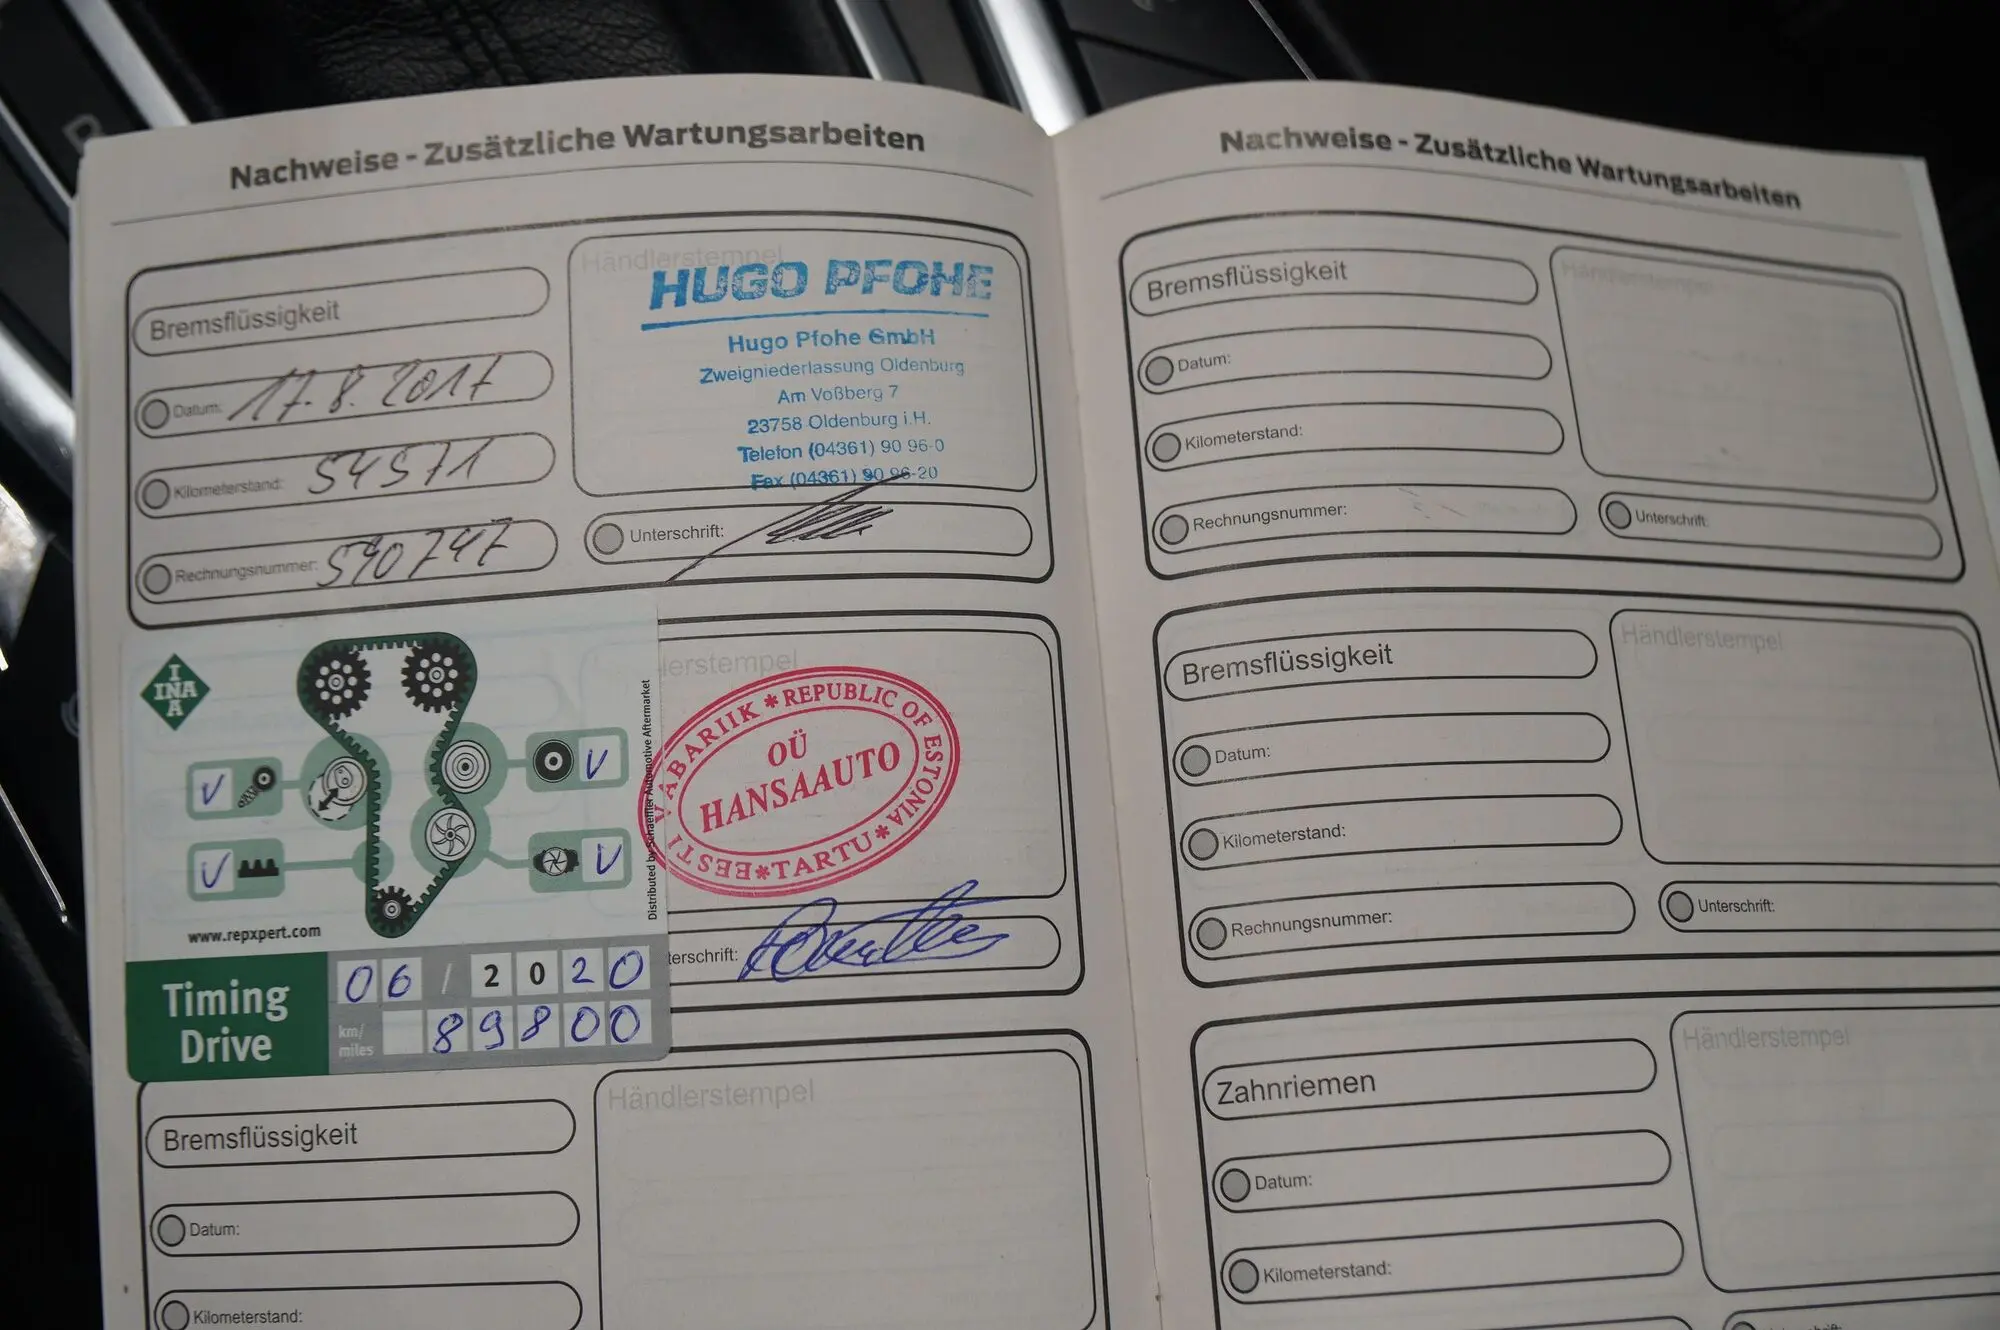 Nachweise - Zusätzliche Wartungsarbeiten
Bremsflüssigkeit
Datum: 17.8.2017
Kilometerstand: 54571
Rechnungsnummer: 590747
Händlerstempel
HUGO PFOHE
Hugo Pfohe GmbH
Zweigniederlassung Oldenburg
Am Voßberg 7
23758 Oldenburg i.H.
Telefon (04361) 90 96-0
Fax (04361) 90 96-20
Unterschrift:
INA
INA
www.repxpert.com
Distributed by Schaeffler Automotive Aftermarket
Timing
Drive
06 / 2020
km/
miles
89800
lerstempel
EESTI VABARIIK * REPUBLIC OF ESTONIA * TARTU *
OÜ
HANSAAUTO
terschrift:
Bremsflüssigkeit
Datum:
Kilometerstand:
Händlerstempel
Nachweise - Zusätzliche Wartungsarbeiten
Bremsflüssigkeit
Datum:
Kilometerstand:
Rechnungsnummer:
Händlerstempel
Unterschrift:
Bremsflüssigkeit
Datum:
Kilometerstand:
Rechnungsnummer:
Händlerstempel
Unterschrift:
Zahnriemen
Datum:
Kilometerstand:
Händlerstempel